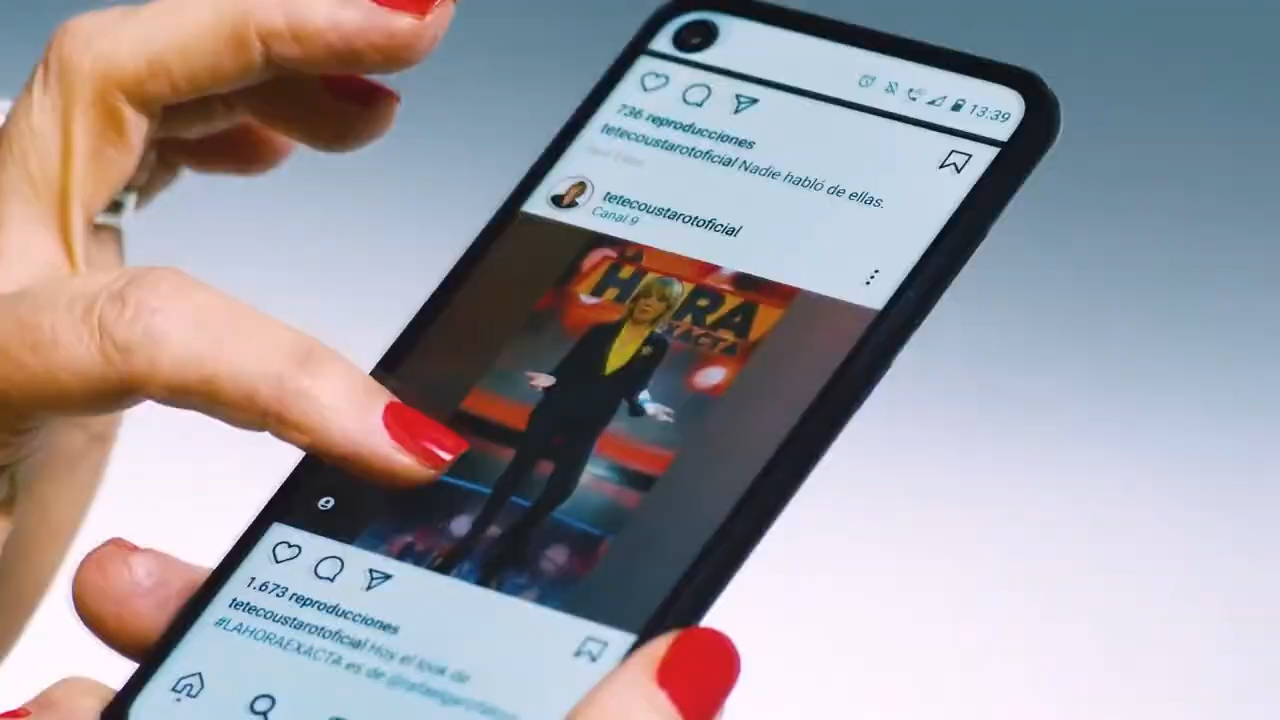 13:39
736 reproducciones
tetecoustarotoficial Nadie habló de ellas.
tetecoustarotoficial
Canal 9
LA
HORA
EXACTA
1.673 reproducciones
tetecoustarotoficial Hoy el look de
#LAHORAEXACTA es de